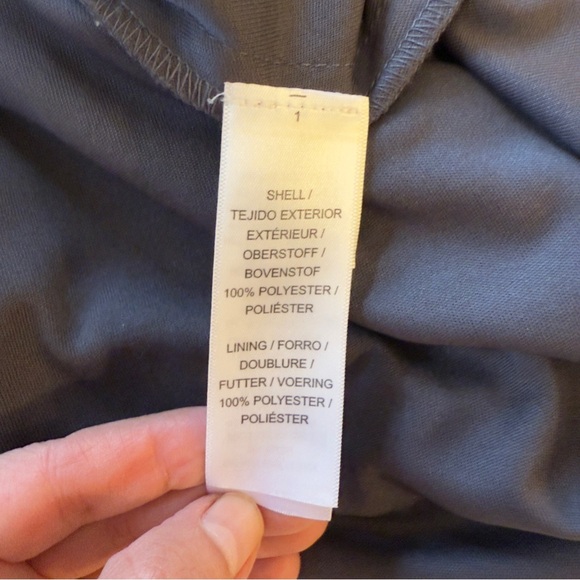 1
SHELL /
TEJIDO EXTERIOR
EXTÉRIEUR /
OBERSTOFF /
BOVENSTOF
100% POLYESTER /
POLIÉSTER
LINING / FORRO /
DOUBLURE /
FUTTER / VOERING
100% POLYESTER /
POLIÉSTER